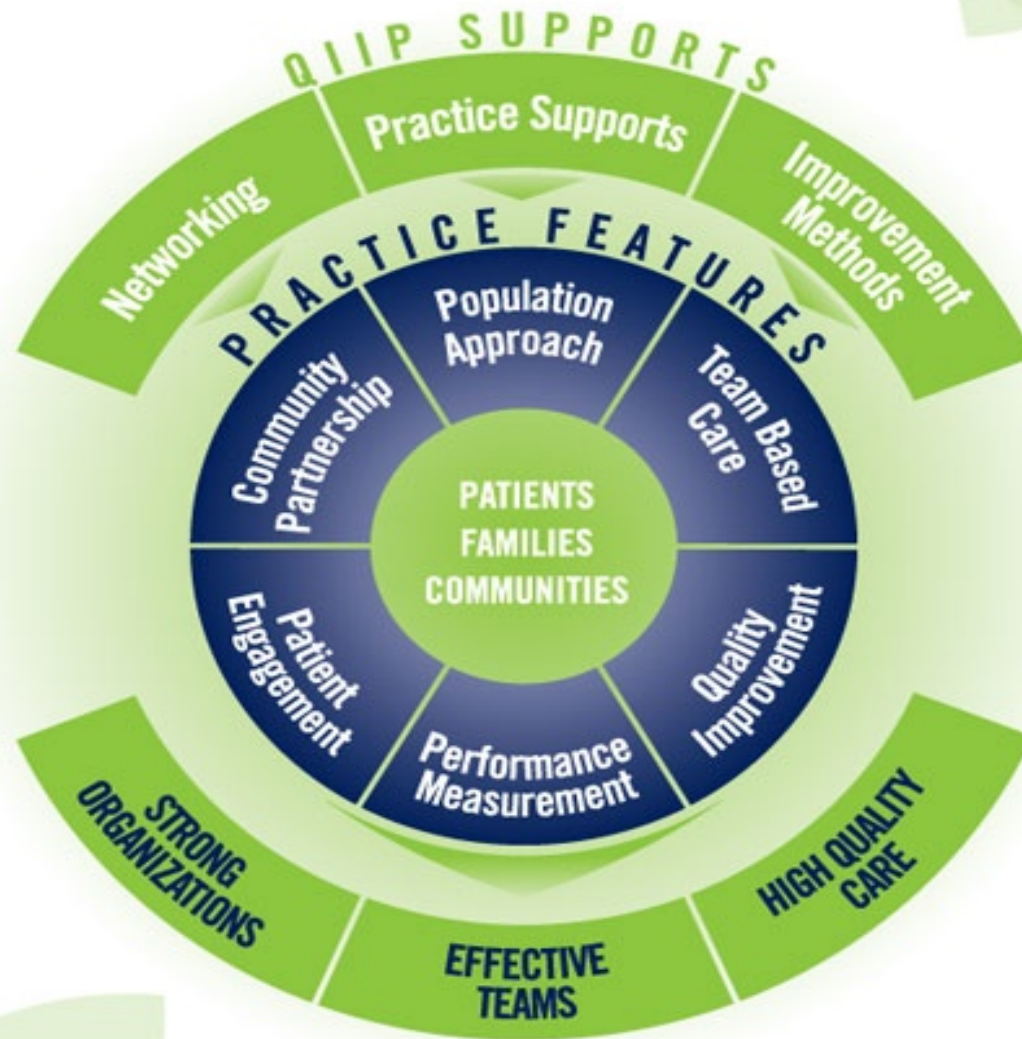 QIIP SUPPORTS
Networking
Practice Supports
Improvement
Methods
PRACTICE FEATURES
Community
Partnership
Population
Approach
Team Based
Care
PATIENTS
FAMILIES
COMMUNITIES
Patient
Engagement
Performance
Measurement
Quality
Improvement
STRONG
ORGANIZATIONS
EFFECTIVE
TEAMS
HIGH QUALITY
CARE